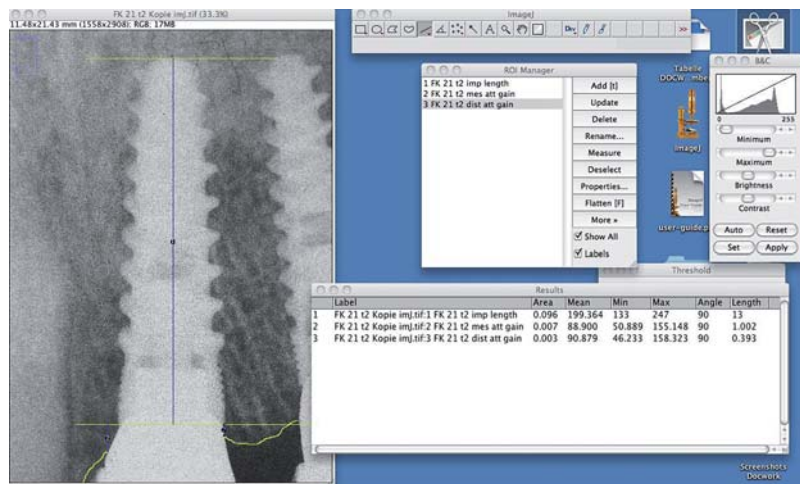 FK 21 t2 Kopie imJ.tif (33.3%)
11.48x21.43 mm (1558x2908); RGB; 17MB
ImageJ
Dev
>>
ROI Manager
1 FK 21 t2 imp length
2 FK 21 t2 mes att gain
3 FK 21 t2 dist att gain
Add [t]
Update
Delete
Rename...
Measure
Deselect
Properties...
Flatten [F]
More »
Show All
Labels
Tabelle
ImageJ
B&C
0 255
Minimum
Maximum
Brightness
Contrast
Auto Reset
Set Apply
Threshold
Results
Label Area Mean Min Max Angle Length
1 FK 21 t2 Kopie imJ.tif:1 FK 21 t2 imp length 0.096 199.364 133 247 90 13
2 FK 21 t2 Kopie imJ.tif:2 FK 21 t2 mes att gain 0.007 88.900 50.889 155.148 90 1.002
3 FK 21 t2 Kopie imJ.tif:3 FK 21 t2 dist att gain 0.003 90.879 46.233 158.323 90 0.393
Screenshots
Docwork